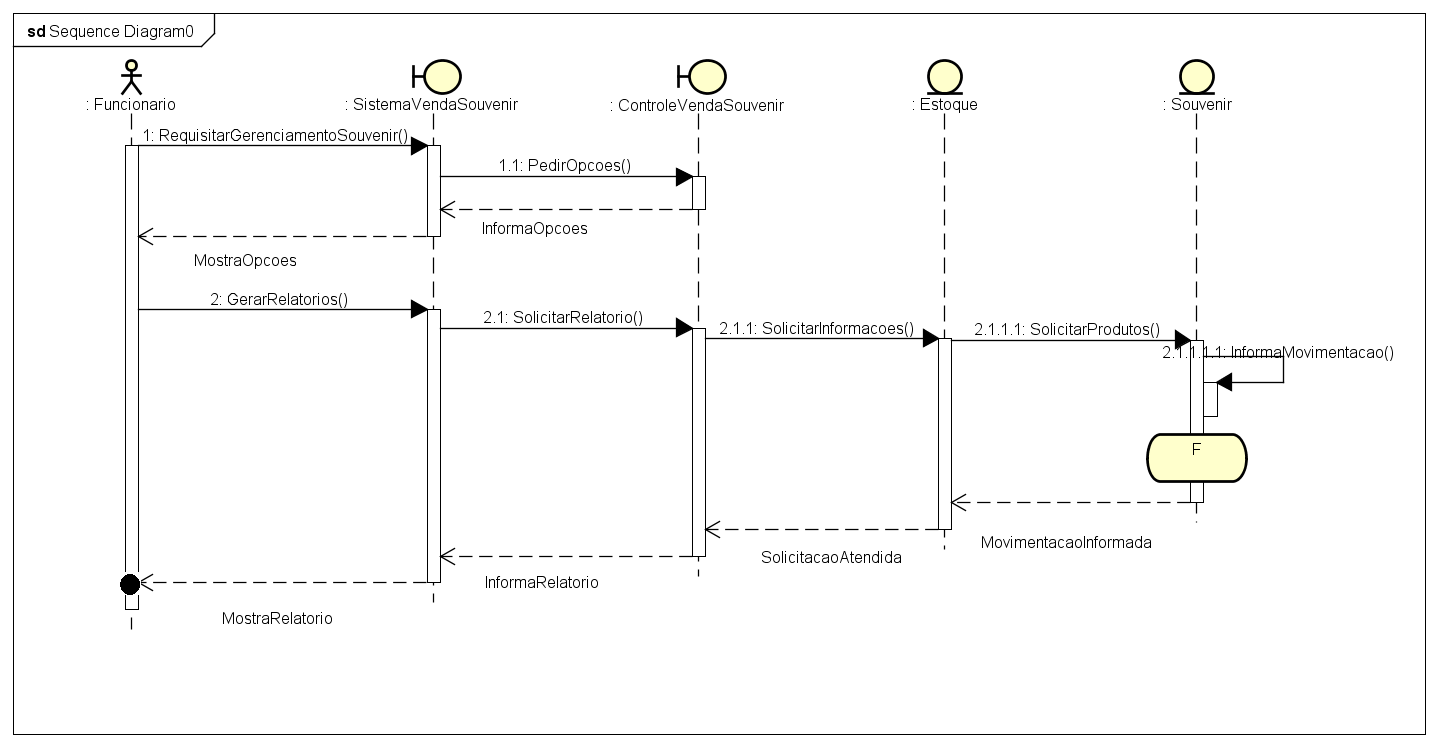 sd Sequence Diagram0
: Funcionario
: SistemaVendaSouvenir
: ControleVendaSouvenir
: Estoque
: Souvenir
1: RequisitarGerenciamentoSouvenir()
1.1: PedirOpcoes()
InformaOpcoes
MostraOpcoes
2: GerarRelatorios()
2.1: SolicitarRelatorio()
2.1.1: SolicitarInformacoes()
2.1.1.1: SolicitarProdutos()
2.1.1.1.1: InformaMovimentacao()
F
MovimentacaoInformada
SolicitacaoAtendida
InformaRelatorio
MostraRelatorio